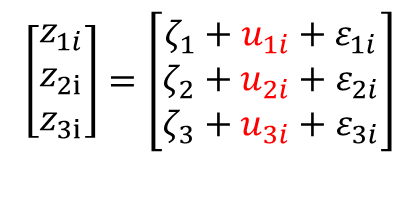 [z₁ᵢ] = [ζ₁ + u₁ᵢ + ε₁ᵢ]
[z₂ᵢ] = [ζ₂ + u₂ᵢ + ε₂ᵢ]
[z₃ᵢ] = [ζ₃ + u₃ᵢ + ε₃ᵢ]